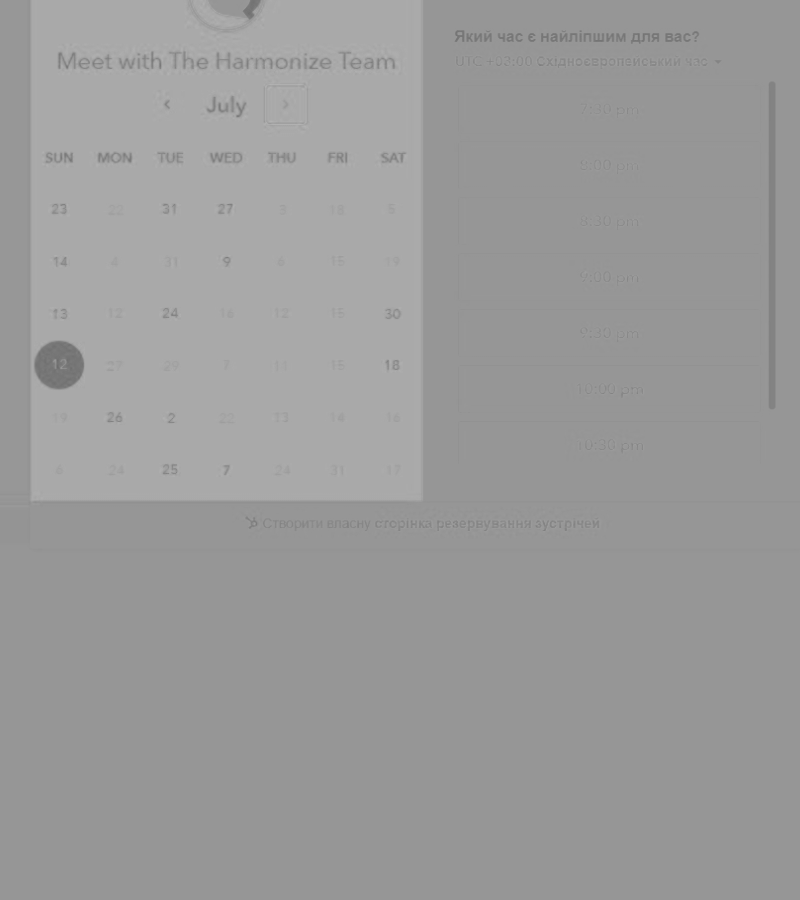 Meet with The Harmonize Team
July
SUN MON TUE WED THU FRI SAT
23 22 31 27 3
14 31 9 6 15 19
13 12 24 16 12 15 30
12 27 29 7 11 15 18
19 26 2 22 13 14 16
6 24 25 7 24 31 17
Який час є найліпшим для вас?
UTC +03:00 Східноєвропейський час
7:30 pm
8:00 pm
8:30 pm
9:00 pm
9:30 pm
10:00 pm
10:30 pm
Створити власну сторінка резервування зустрічей